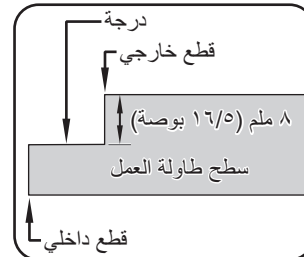 درجة
قطع خارجي
٨ ملم (١٦/٥ بوصة)
سطح طاولة العمل
قطع داخلي